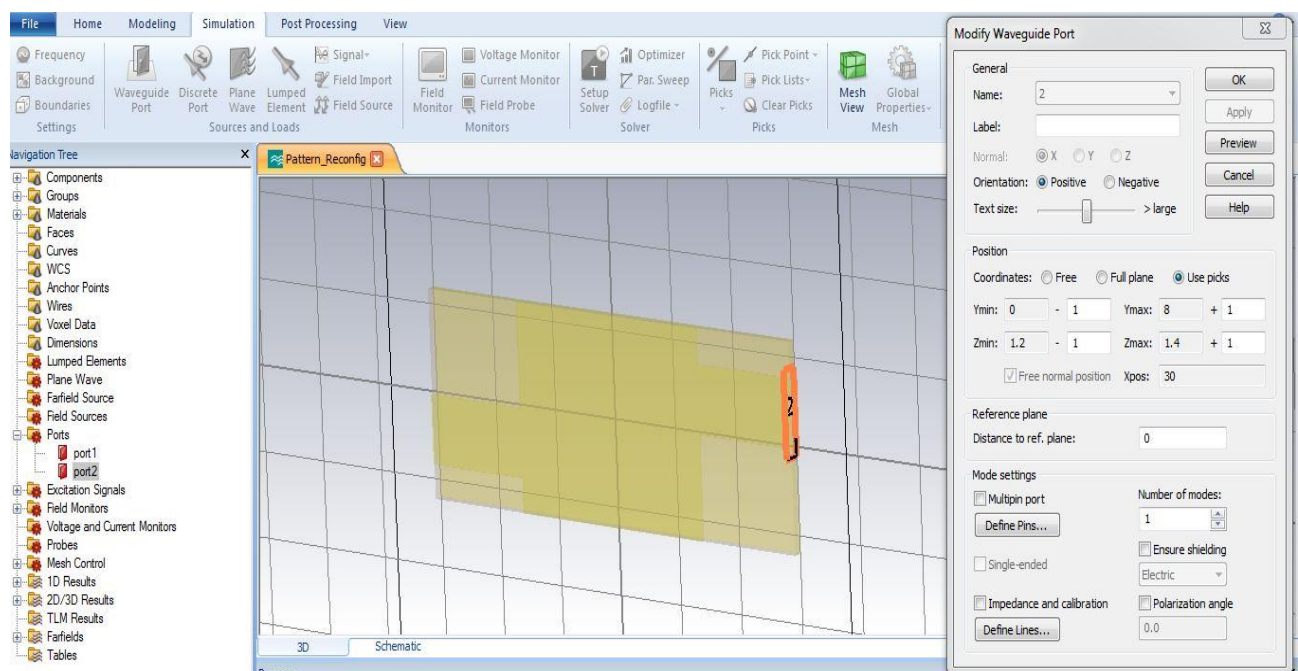 File Home Modeling Simulation Post Processing View
Frequency
Background
Boundaries
Settings
Waveguide Port
Discrete Port
Plane Wave
Lumped Element
Signal
Field Import
Field Source
Sources and Loads
Field Monitor
Voltage Monitor
Current Monitor
Field Probe
Monitors
Setup Solver
Optimizer
Par. Sweep
Logfile
Solver
Picks
Pick Point
Pick Lists
Clear Picks
Picks
Mesh View
Global Properties
Mesh
Navigation Tree X
Components
Groups
Materials
Faces
Curves
WCS
Anchor Points
Wires
Voxel Data
Dimensions
Lumped Elements
Plane Wave
Farfield Source
Field Sources
Ports
port1
port2
Excitation Signals
Field Monitors
Voltage and Current Monitors
Probes
Mesh Control
1D Results
2D/3D Results
TLM Results
Farfields
Tables
Pattern_Reconfig
2
3D Schematic
Modify Waveguide Port
General
Name: 2
Label:
Normal: X Y Z
Orientation: Positive Negative
Text size: > large
OK
Apply
Preview
Cancel
Help
Position
Coordinates: Free Full plane Use picks
Ymin: 0 - 1 Ymax: 8 + 1
Zmin: 1.2 - 1 Zmax: 1.4 + 1
Free normal position Xpos: 30
Reference plane
Distance to ref. plane: 0
Mode settings
Multipin port Number of modes:
Define Pins... 1
Ensure shielding
Single-ended Electric
Impedance and calibration Polarization angle
Define Lines... 0.0